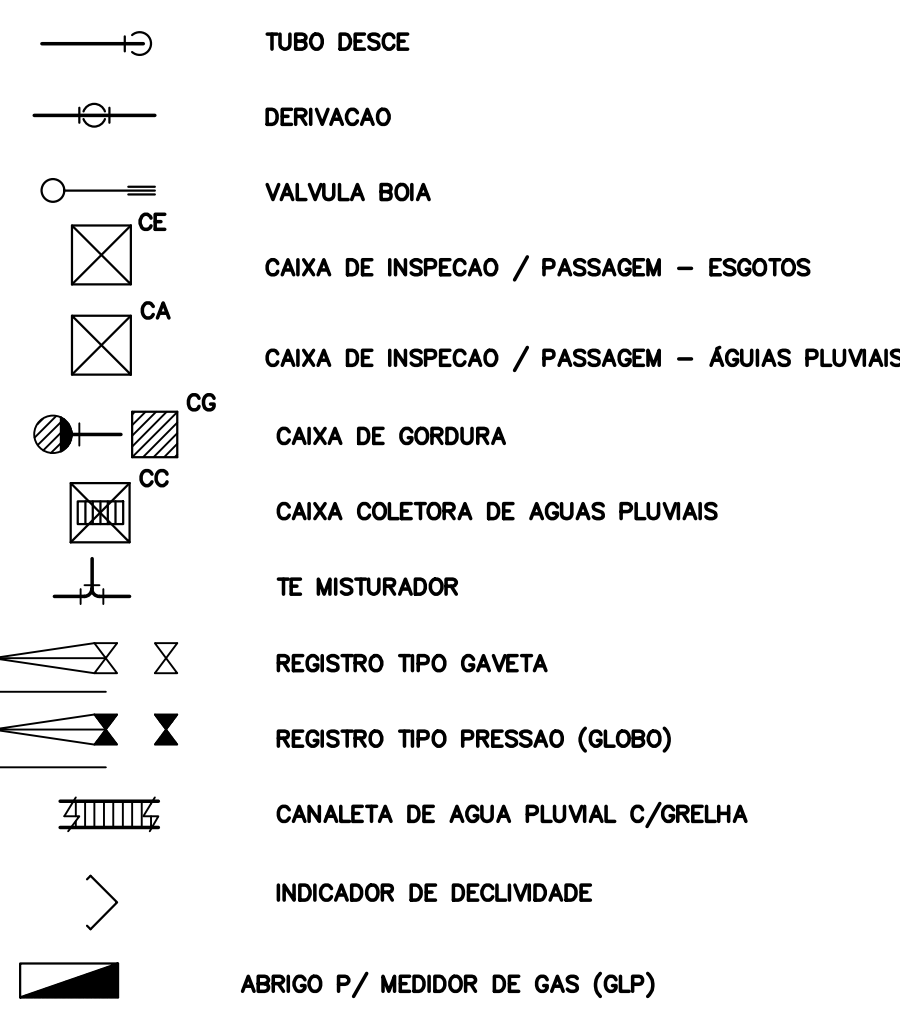 TUBO DESCE
DERIVACAO
VALVULA BOIA
CE
CAIXA DE INSPECAO / PASSAGEM – ESGOTOS
CA
CAIXA DE INSPECAO / PASSAGEM – ÁGUIAS PLUVIAIS
CG
CAIXA DE GORDURA
CC
CAIXA COLETORA DE AGUAS PLUVIAIS
TE MISTURADOR
REGISTRO TIPO GAVETA
REGISTRO TIPO PRESSAO (GLOBO)
CANALETA DE AGUA PLUVIAL C/GRELHA
INDICADOR DE DECLIVIDADE
ABRIGO P/ MEDIDOR DE GAS (GLP)